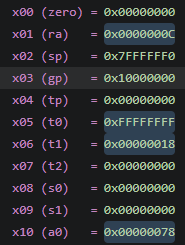 x00 (zero) = 0x00000000
x01 (ra) = 0x0000000C
x02 (sp) = 0x7FFFFFF0
x03 (gp) = 0x10000000
x04 (tp) = 0x00000000
x05 (t0) = 0xFFFFFFFF
x06 (t1) = 0x00000018
x07 (t2) = 0x00000000
x08 (s0) = 0x00000000
x09 (s1) = 0x00000000
x10 (a0) = 0x00000078